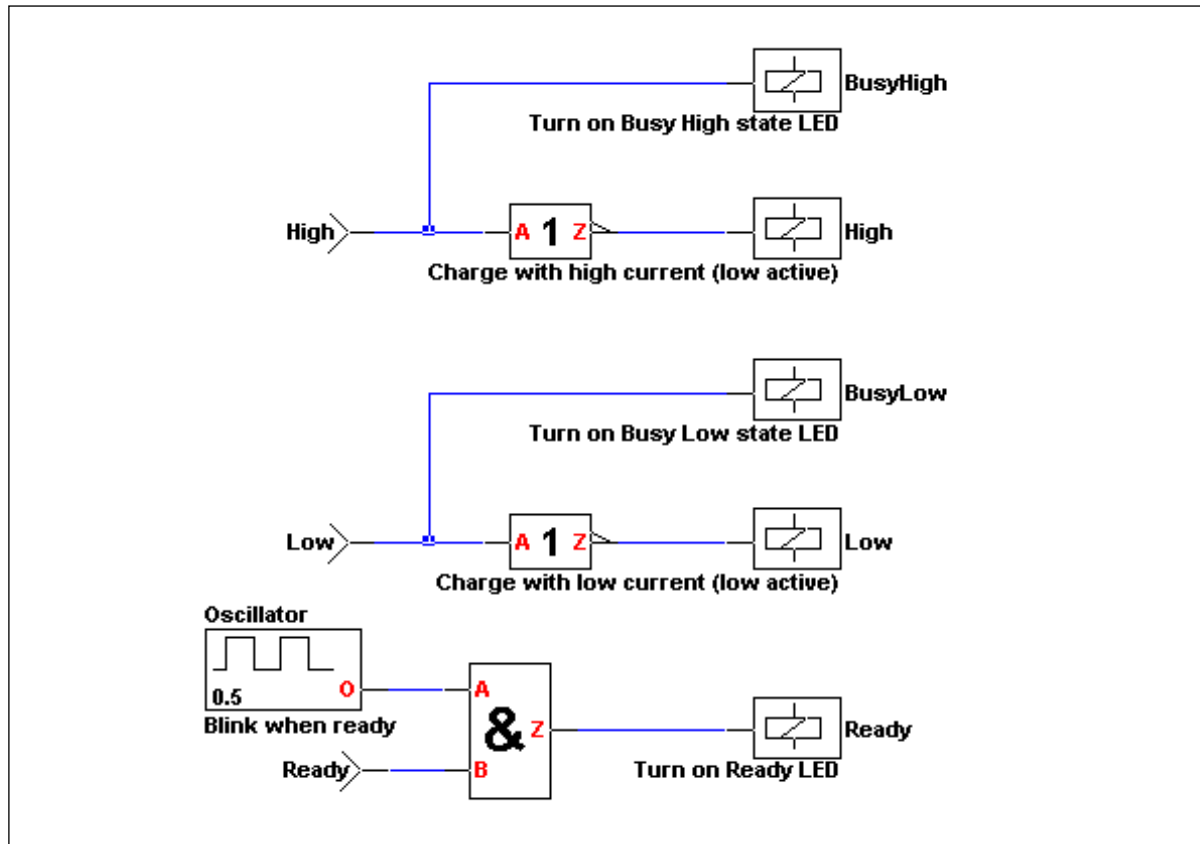 BusyHigh
Turn on Busy High state LED
High A 1 Z High
Charge with high current (low active)
BusyLow
Turn on Busy Low state LED
Low A 1 Z Low
Charge with low current (low active)
Oscillator
0.5 O A
Blink when ready
& Z Ready
Ready B
Turn on Ready LED